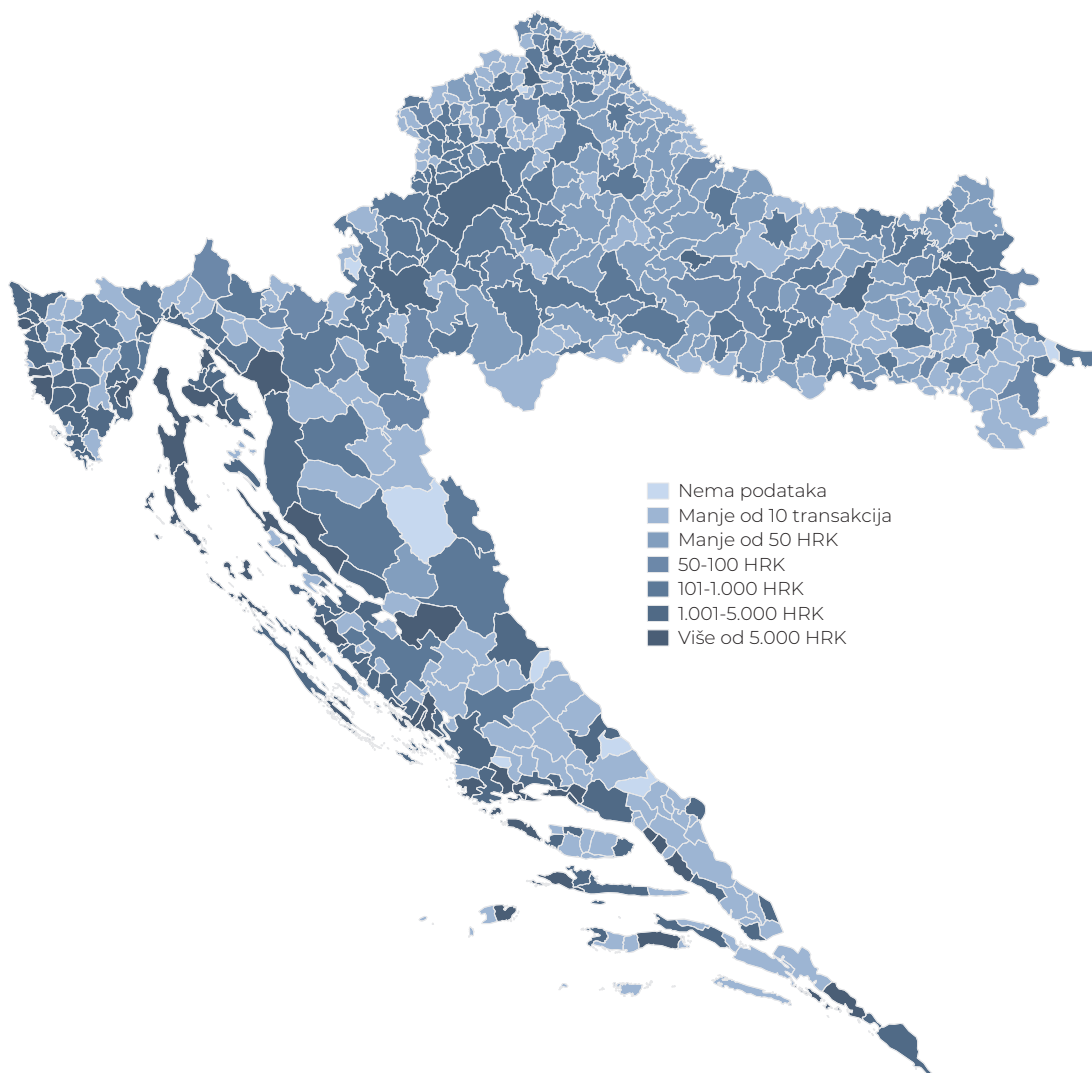 Nema podataka
Manje od 10 transakcija
Manje od 50 HRK
50-100 HRK
101-1.000 HRK
1.001-5.000 HRK
Više od 5.000 HRK